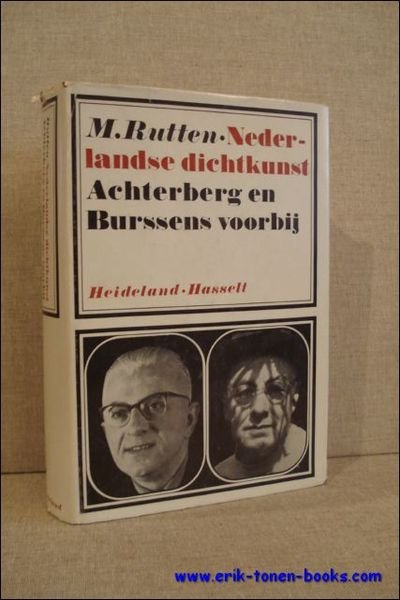 M. Rutten · Neder-
landse dichtkunst
Achterberg en
Burssens voorbij
Heideland · Hasselt
www.erik-tonen-books.com